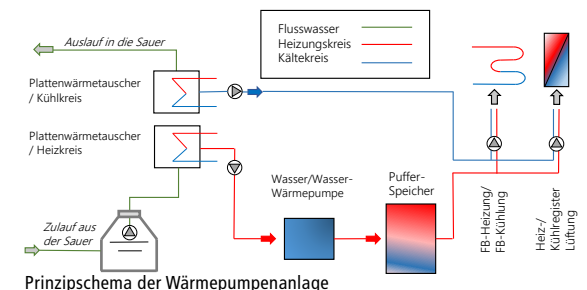 Auslauf in die Sauer
Flusswasser
Heizungskreis
Kältekreis
Plattenwärmetauscher
/ Kühlkreis
Plattenwärmetauscher
/ Heizkreis
Wasser/Wasser-
Wärmepumpe
Puffer-
Speicher
FB-Heizung/
FB-Kühlung
Heiz-/
Kühlregister
Lüftung
Zulauf aus
der Sauer
Prinzipschema der Wärmepumpenanlage